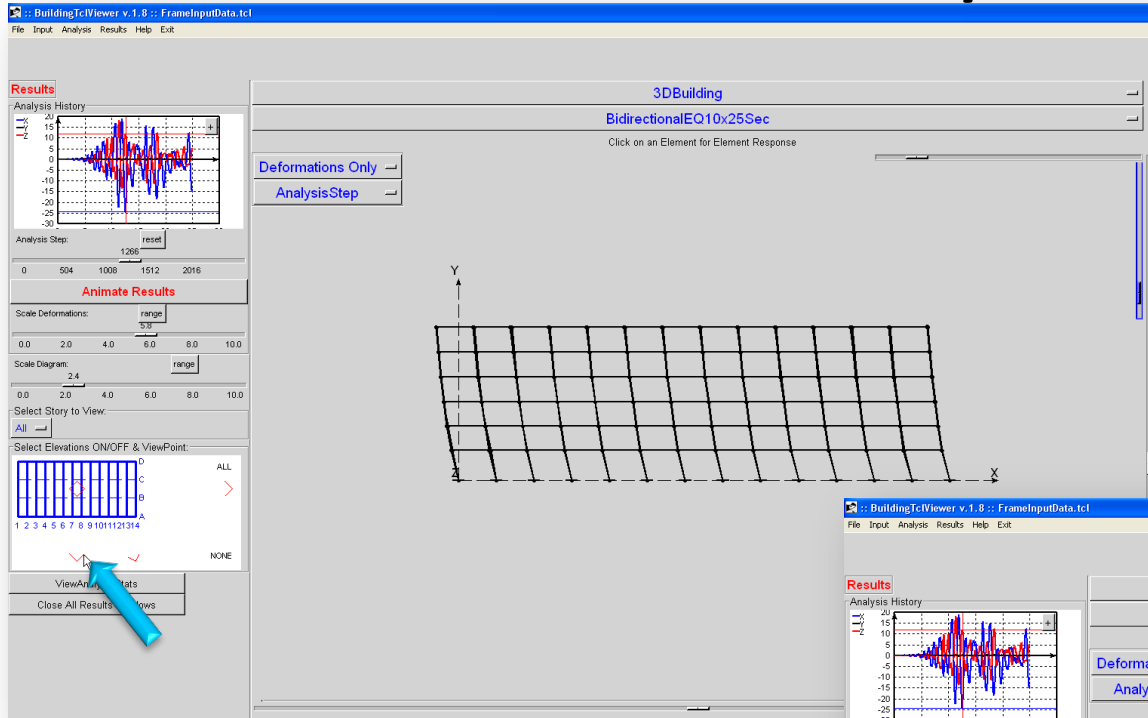 :: BuildingTclViewer v.1.8 :: FrameInputData.tcl
File Input Analysis Results Help Exit
Results
Analysis History
X
Y
Z
20
15
10
5
0
-5
-10
-15
-20
-25
-30
+
Analysis Step:
reset
1266
0 504 1008 1512 2016
Animate Results
Scale Deformations:
range
5.8
0.0 2.0 4.0 6.0 8.0 10.0
Scale Diagram:
range
2.4
0.0 2.0 4.0 6.0 8.0 10.0
Select Story to View:
All
Select Elevations ON/OFF & ViewPoint:
D
C
B
A
1 2 3 4 5 6 7 8 9 10 11 12 13 14
ALL
NONE
Close All Results
3DBuilding
BidirectionalEQ10x25Sec
Click on an Element for Element Response
Deformations Only
AnalysisStep
Y
Z
X
:: BuildingTclViewer v.1.8 :: FrameInputData.tcl
File Input Analysis Results Help Exit
Results
Analysis History
X
Y
Z
20
15
10
5
0
-5
-10
-15
-20
-25
+